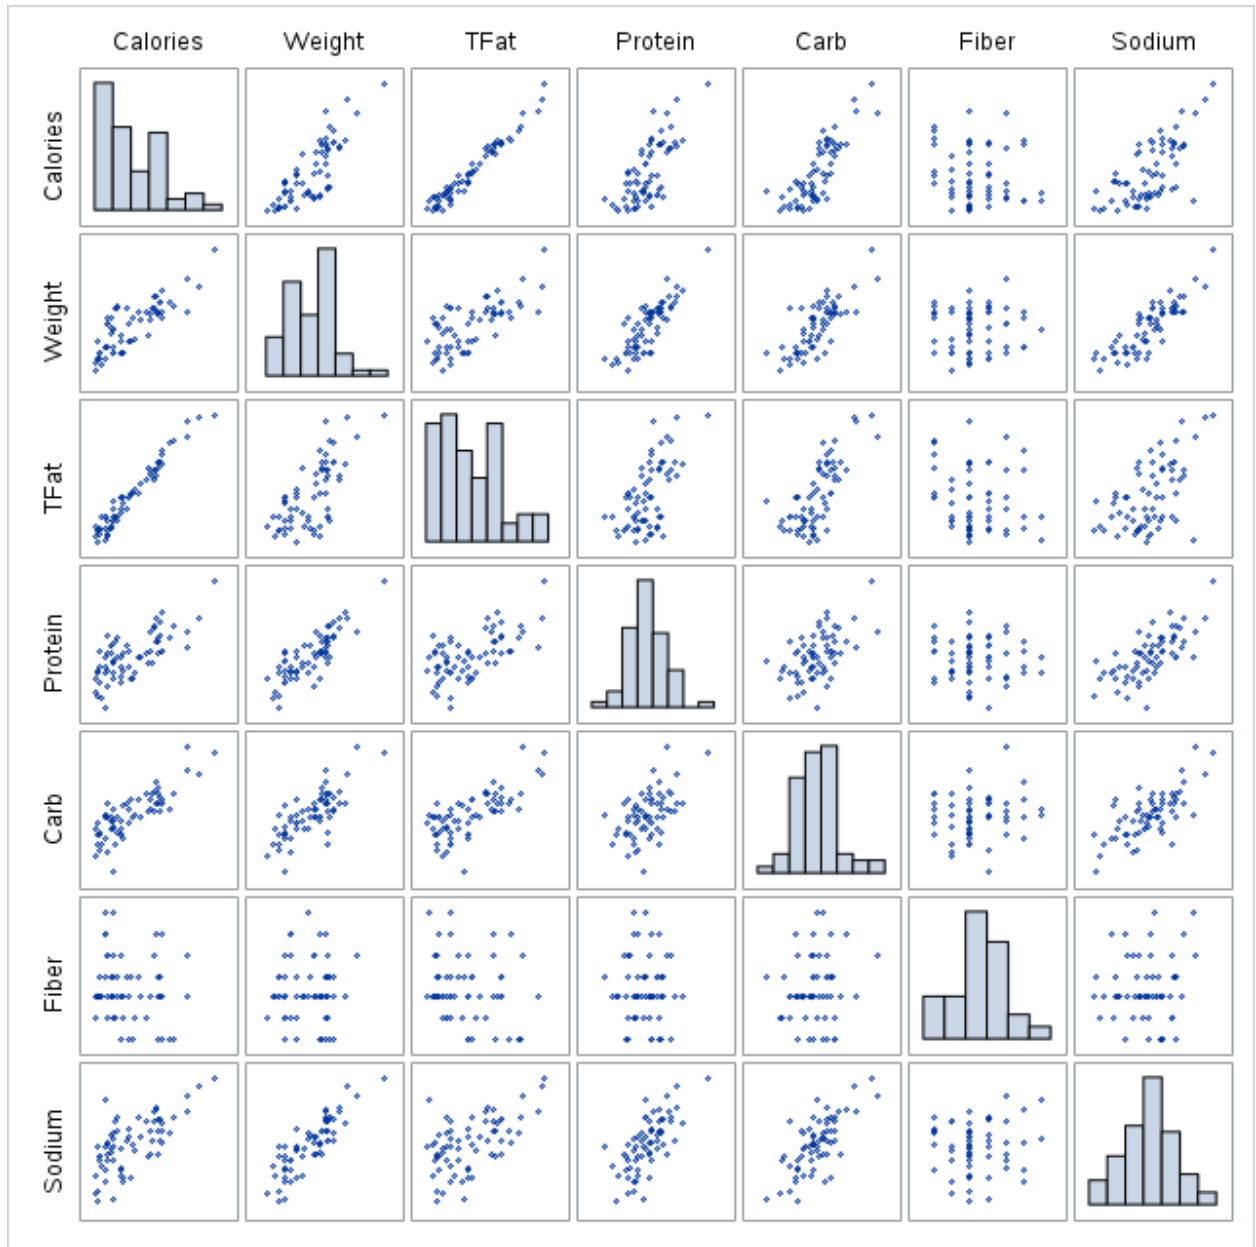 Calories Weight TFat Protein Carb Fiber Sodium
Calories
Weight
TFat
Protein
Carb
Fiber
Sodium